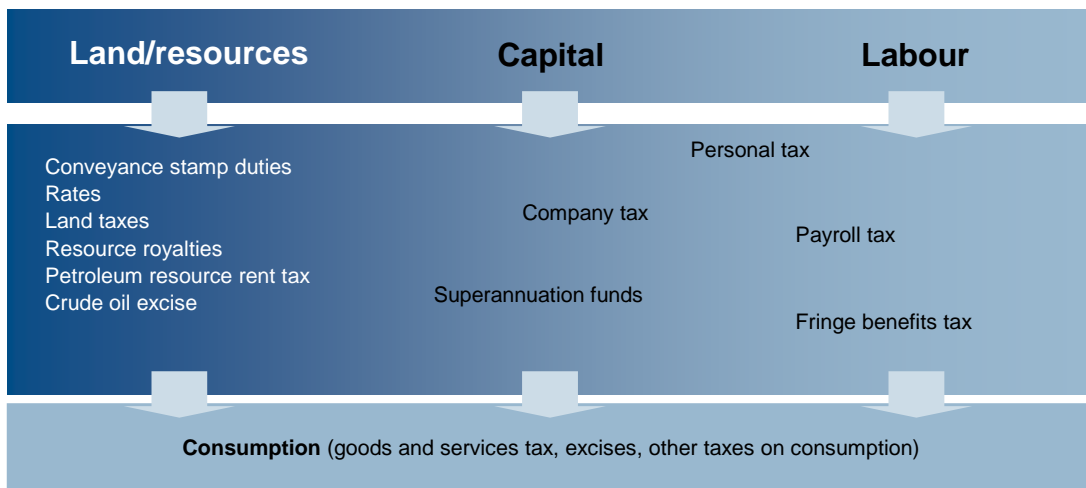 Land/resources
Capital
Labour
Conveyance stamp duties
Rates
Land taxes
Resource royalties
Petroleum resource rent tax
Crude oil excise
Company tax
Superannuation funds
Personal tax
Payroll tax
Fringe benefits tax
Consumption (goods and services tax, excises, other taxes on consumption)